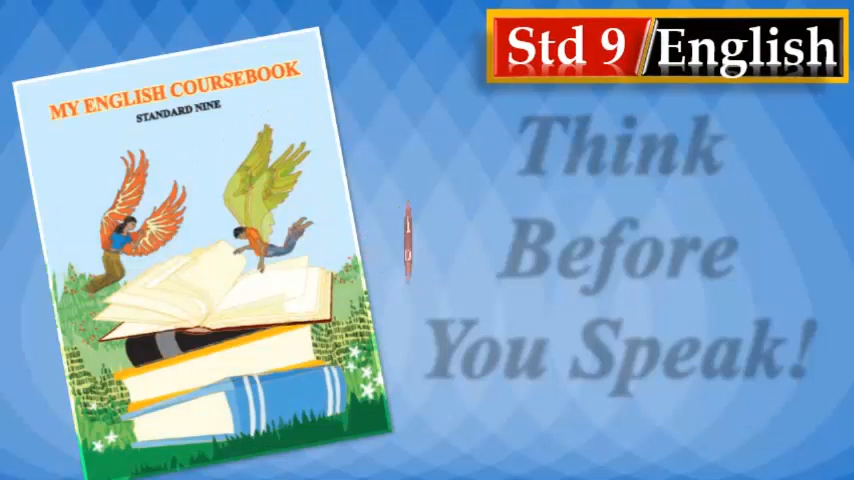 Std 9 English
MY ENGLISH COURSEBOOK
STANDARD NINE
Think
Before
You Speak!